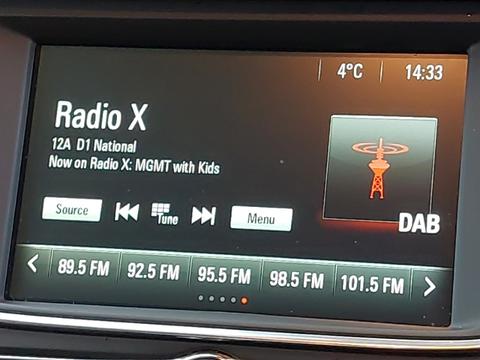 4°C 14:33
Radio X
12A D1 National
Now on Radio X: MGMT with Kids
DAB
Source Tune Menu
89.5 FM 92.5 FM 95.5 FM 98.5 FM 101.5 FM